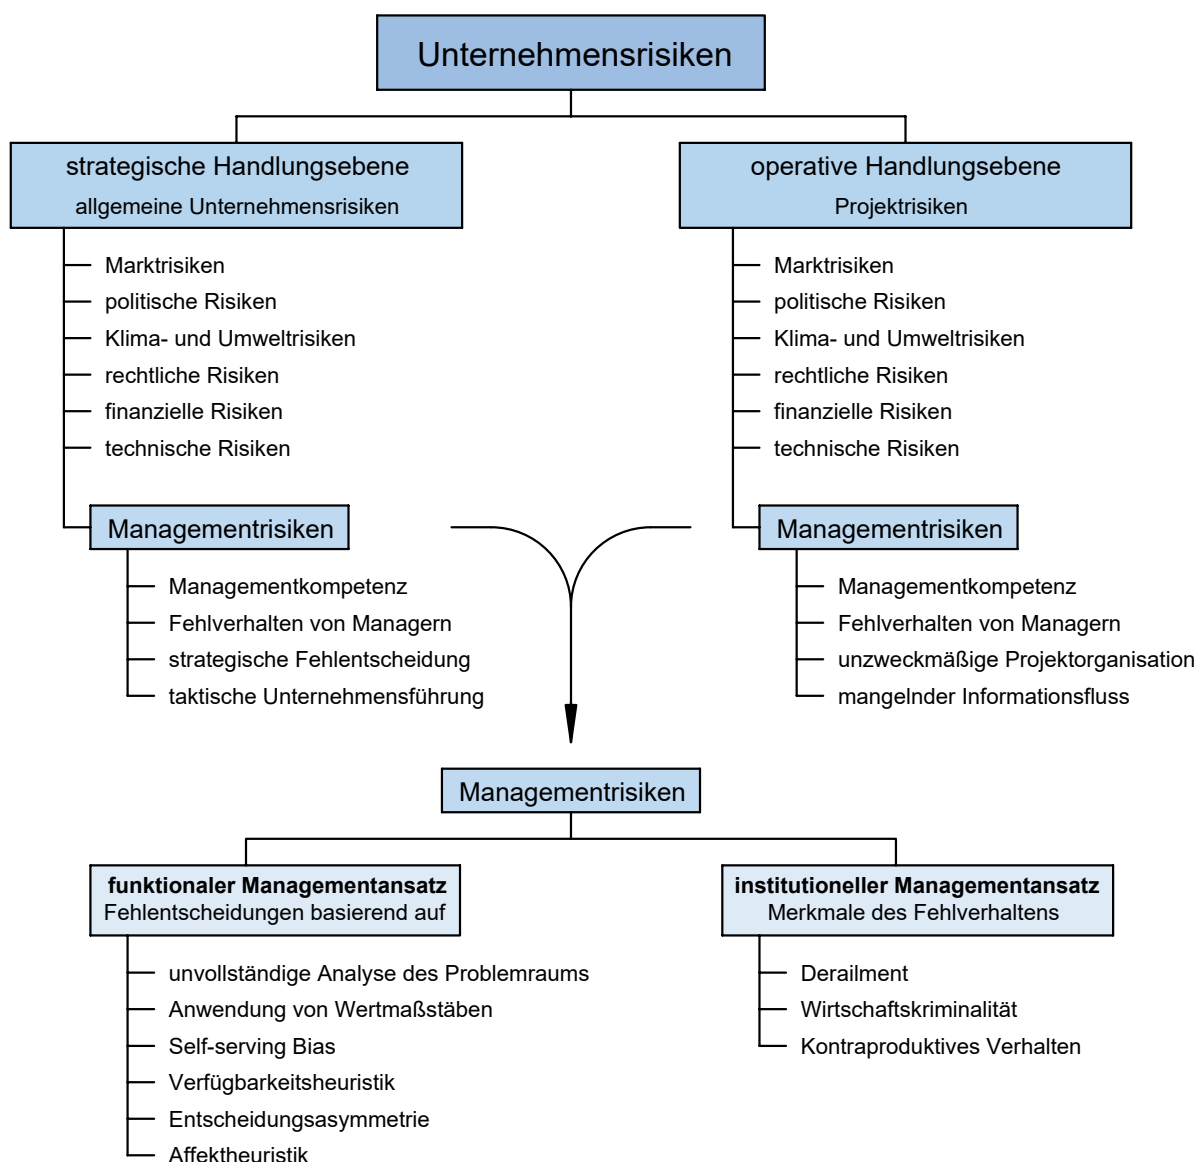 Unternehmensrisiken
strategische Handlungsebene
allgemeine Unternehmensrisiken
Marktrisiken
politische Risiken
Klima- und Umweltrisiken
rechtliche Risiken
finanzielle Risiken
technische Risiken
Managementrisiken
Managementkompetenz
Fehlverhalten von Managern
strategische Fehlentscheidung
taktische Unternehmensführung
operative Handlungsebene
Projektrisiken
Marktrisiken
politische Risiken
Klima- und Umweltrisiken
rechtliche Risiken
finanzielle Risiken
technische Risiken
Managementrisiken
Managementkompetenz
Fehlverhalten von Managern
unzweckmäßige Projektorganisation
mangelnder Informationsfluss
Managementrisiken
funktionaler Managementansatz
Fehlentscheidungen basierend auf
unvollständige Analyse des Problemraums
Anwendung von Wertmaßstäben
Self-serving Bias
Verfügbarkeitsheuristik
Entscheidungsasymmetrie
Affektheuristik
institutioneller Managementansatz
Merkmale des Fehlverhaltens
Derailment
Wirtschaftskriminalität
Kontraproduktives Verhalten